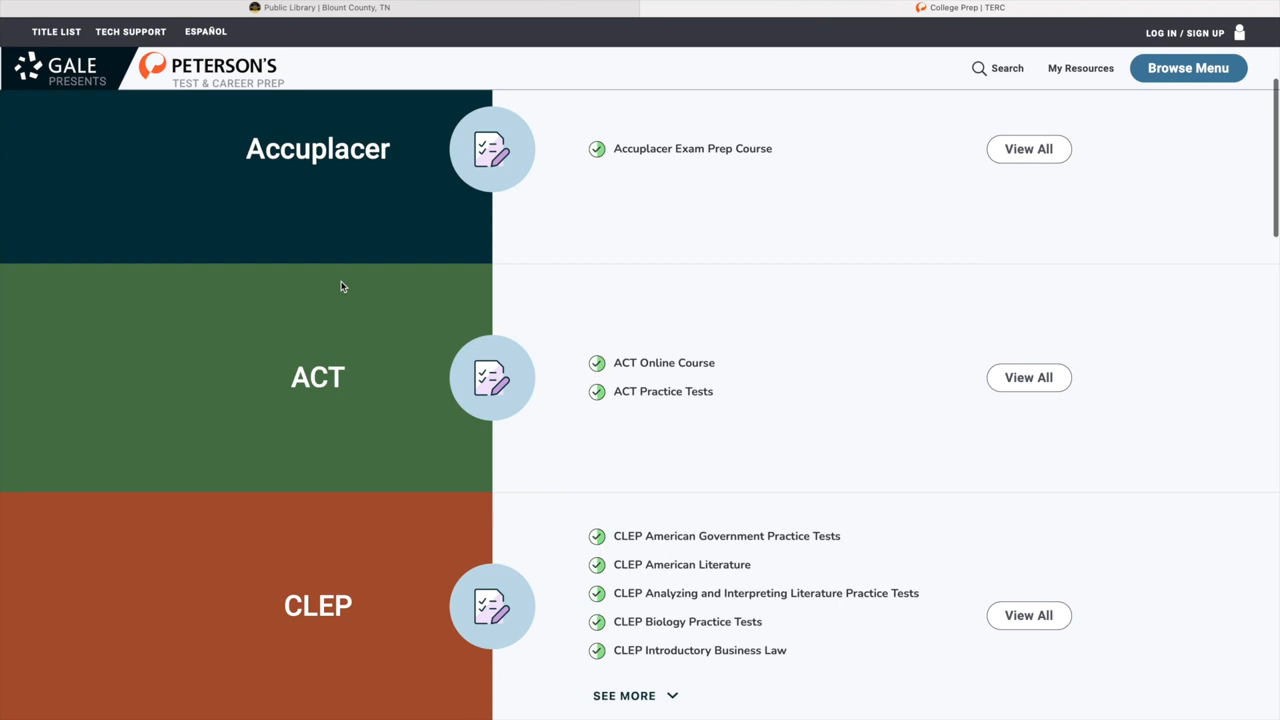 Public Library | Blount County, TN
College Prep | TERC
TITLE LIST
TECH SUPPORT
ESPAÑOL
LOG IN / SIGN UP
GALE
PRESENTS
PETERSON'S
TEST & CAREER PREP
Search
My Resources
Browse Menu
Accuplacer
Accuplacer Exam Prep Course
View All
ACT
ACT Online Course
ACT Practice Tests
View All
CLEP
CLEP American Government Practice Tests
CLEP American Literature
CLEP Analyzing and Interpreting Literature Practice Tests
CLEP Biology Practice Tests
CLEP Introductory Business Law
View All
SEE MORE